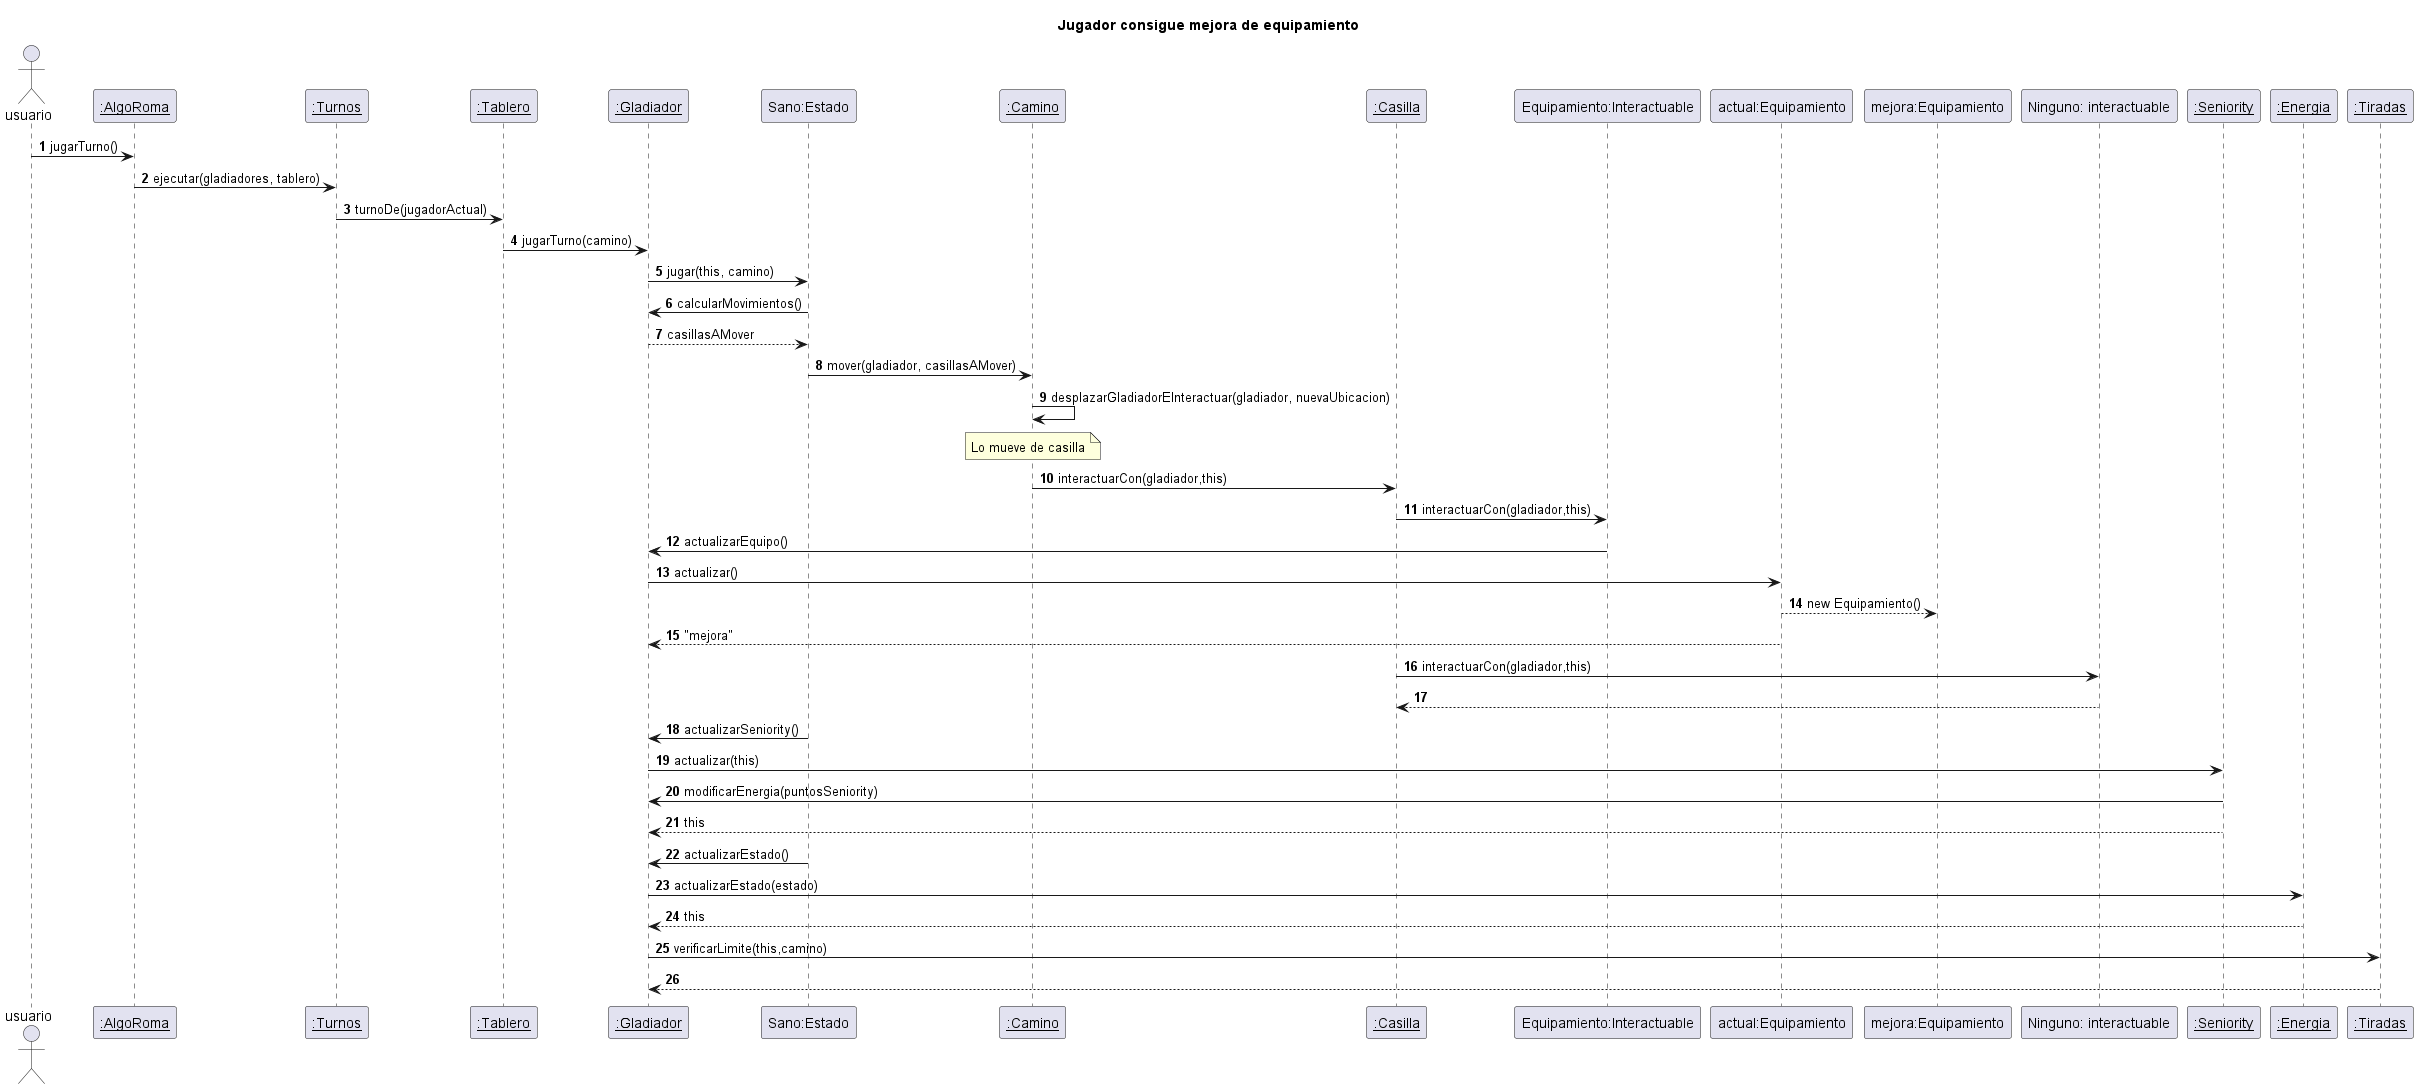 Jugador consigue mejora de equipamiento
usuario
:AlgoRoma
:Turnos
:Tablero
:Gladiador
Sano:Estado
:Camino
:Casilla
Equipamiento:Interactuable
actual:Equipamiento
mejora:Equipamiento
Ninguno: interactuable
:Seniority
:Energia
:Tiradas
1 jugarTurno()
2 ejecutar(gladiadores, tablero)
3 turnoDe(jugadorActual)
4 jugarTurno(camino)
5 jugar(this, camino)
6 calcularMovimientos()
7 casillasAMover
8 mover(gladiador, casillasAMover)
9 desplazarGladiadorEInteractuar(gladiador, nuevaUbicacion)
Lo mueve de casilla
10 interactuarCon(gladiador,this)
11 interactuarCon(gladiador,this)
12 actualizarEquipo()
13 actualizar()
14 new Equipamiento()
15 "mejora"
16 interactuarCon(gladiador,this)
17
18 actualizarSeniority()
19 actualizar(this)
20 modificarEnergia(puntosSeniority)
21 this
22 actualizarEstado()
23 actualizarEstado(estado)
24 this
25 verificarLimite(this,camino)
26
usuario
:AlgoRoma
:Turnos
:Tablero
:Gladiador
Sano:Estado
:Camino
:Casilla
Equipamiento:Interactuable
actual:Equipamiento
mejora:Equipamiento
Ninguno: interactuable
:Seniority
:Energia
:Tiradas